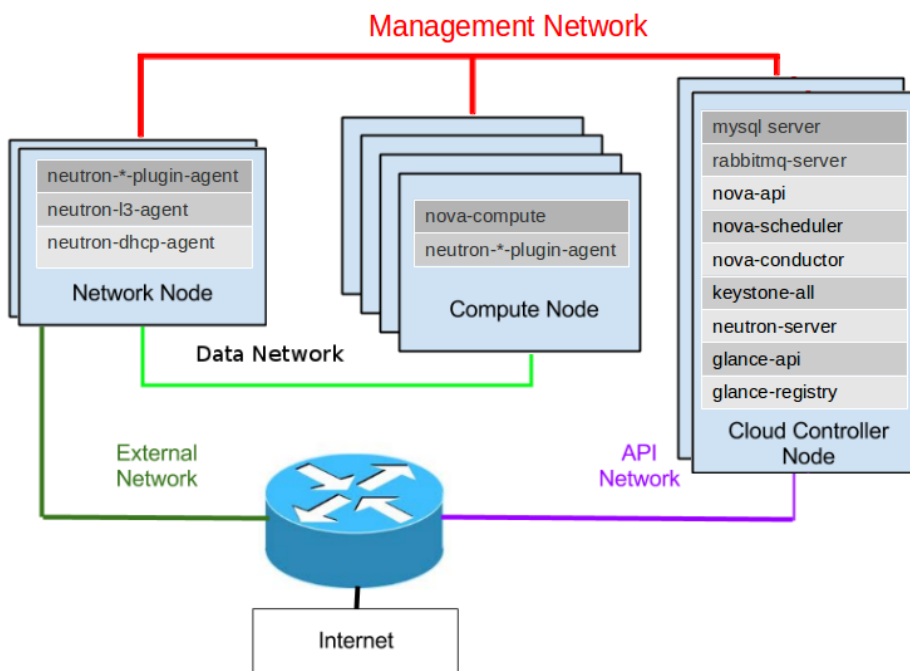 Management Network
neutron-*-plugin-agent
neutron-l3-agent
neutron-dhcp-agent
Network Node
nova-compute
neutron-*-plugin-agent
Compute Node
mysql server
rabbitmq-server
nova-api
nova-scheduler
nova-conductor
keystone-all
neutron-server
glance-api
glance-registry
Cloud Controller
Node
Data Network
External
Network
API
Network
Internet